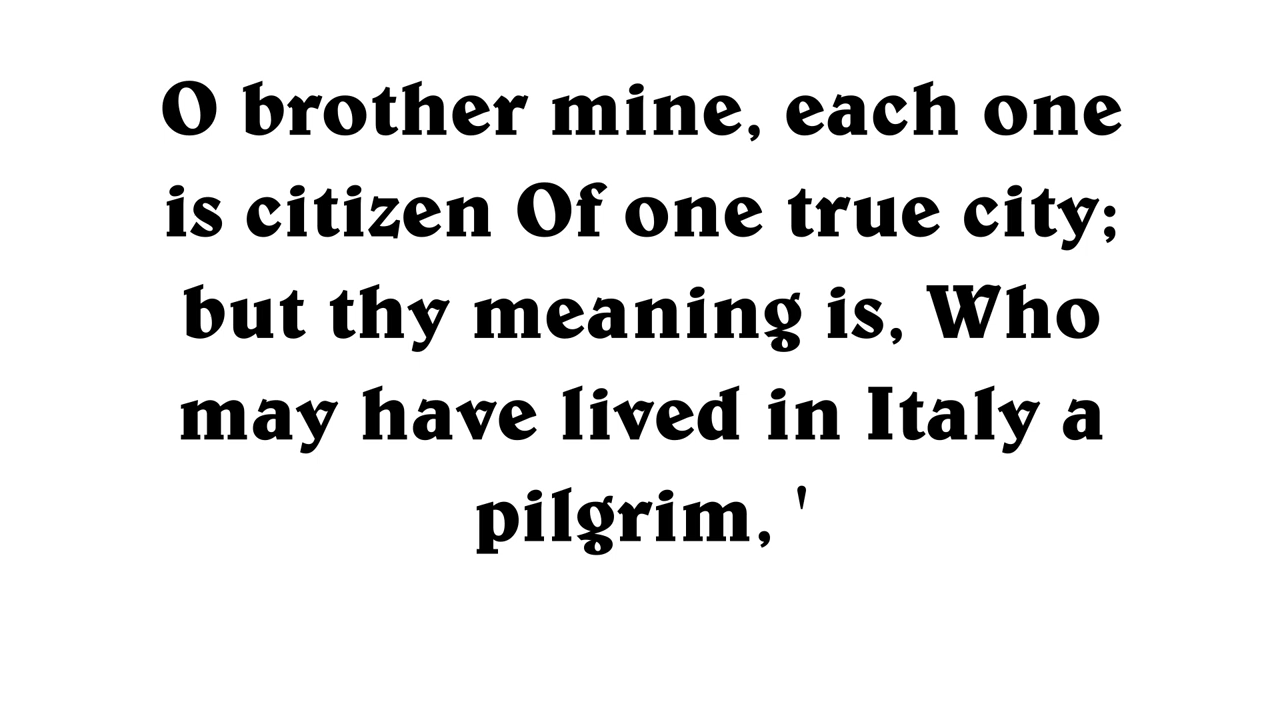 O brother mine, each one
is citizen Of one true city;
but thy meaning is, Who
may have lived in Italy a
pilgrim, '